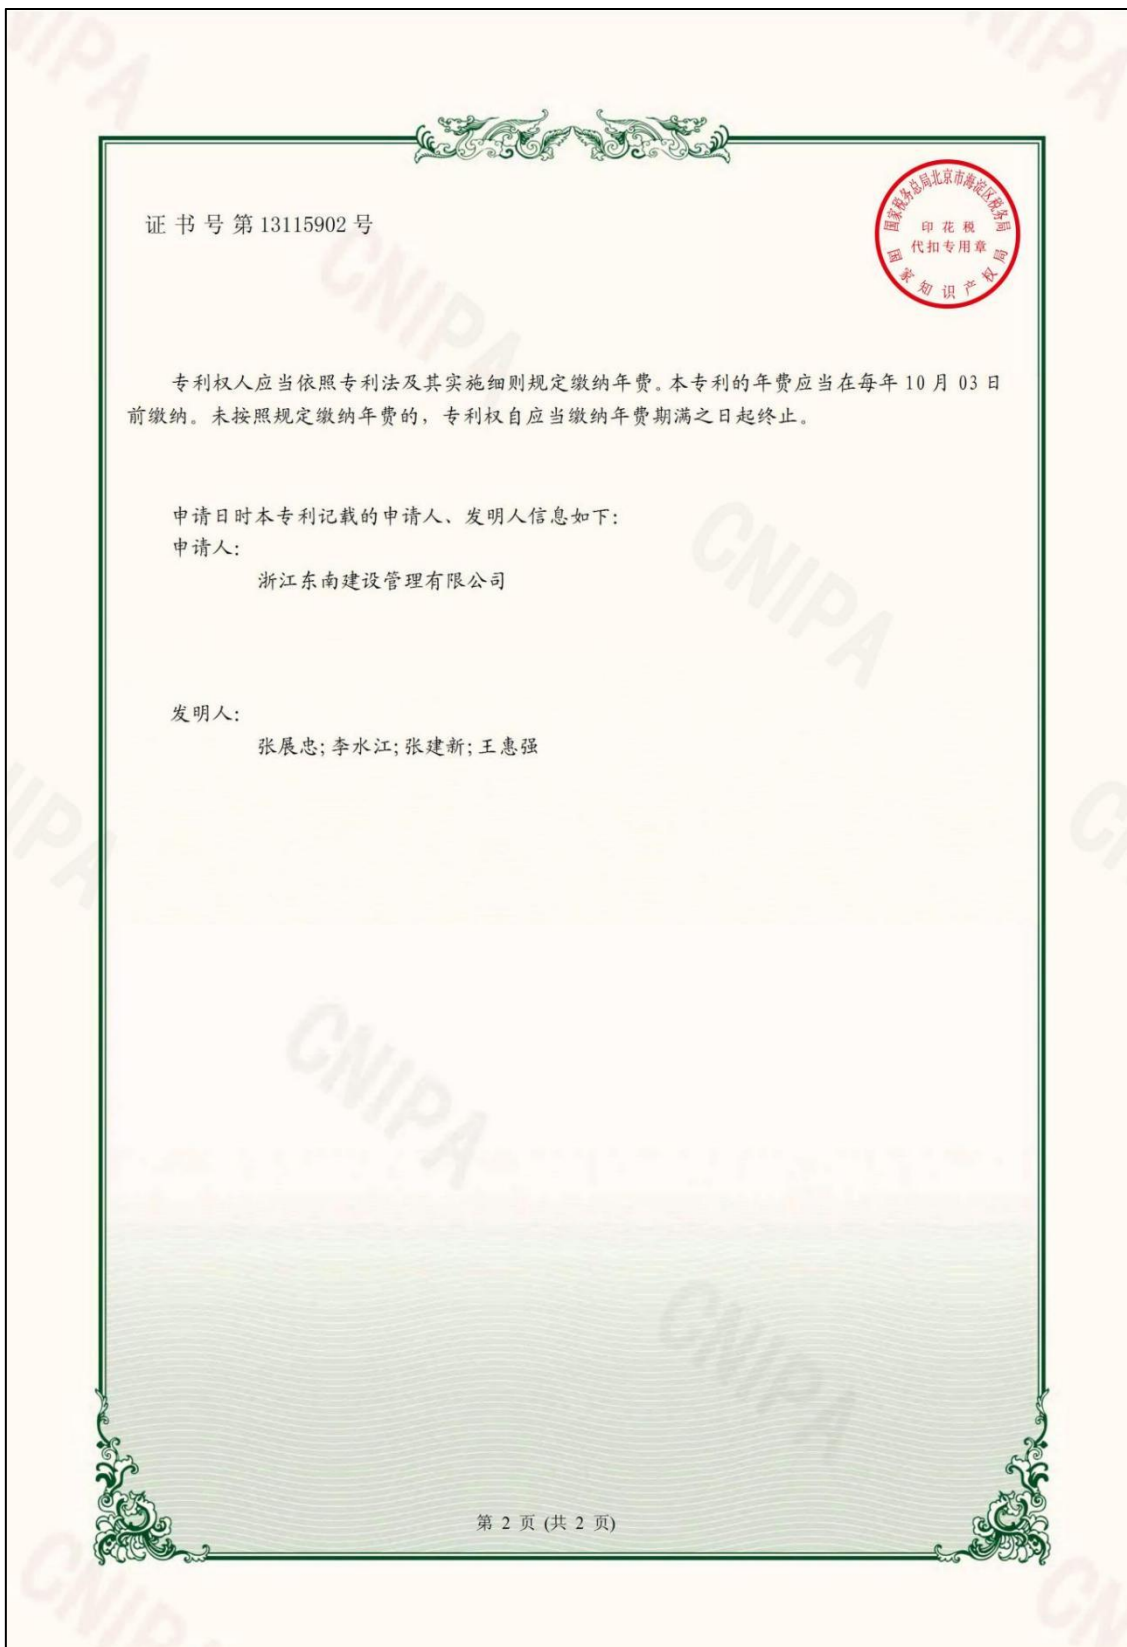 证书号第13115902号
国家税务总局北京市海淀区税务局
印花税
代扣专用章
国家知识产权局
专利权人应当依照专利法及其实施细则规定缴纳年费。本专利的年费应当在每年10月03日
前缴纳。未按照规定缴纳年费的，专利权自应当缴纳年费期满之日起终止。
申请日时本专利记载的申请人、发明人信息如下：
申请人：
浙江东南建设管理有限公司
发明人：
张展忠;李水江;张建新;王惠强
第 2 页 (共 2 页)
CNIPA
CNIPA
CNIPA
CNIPA